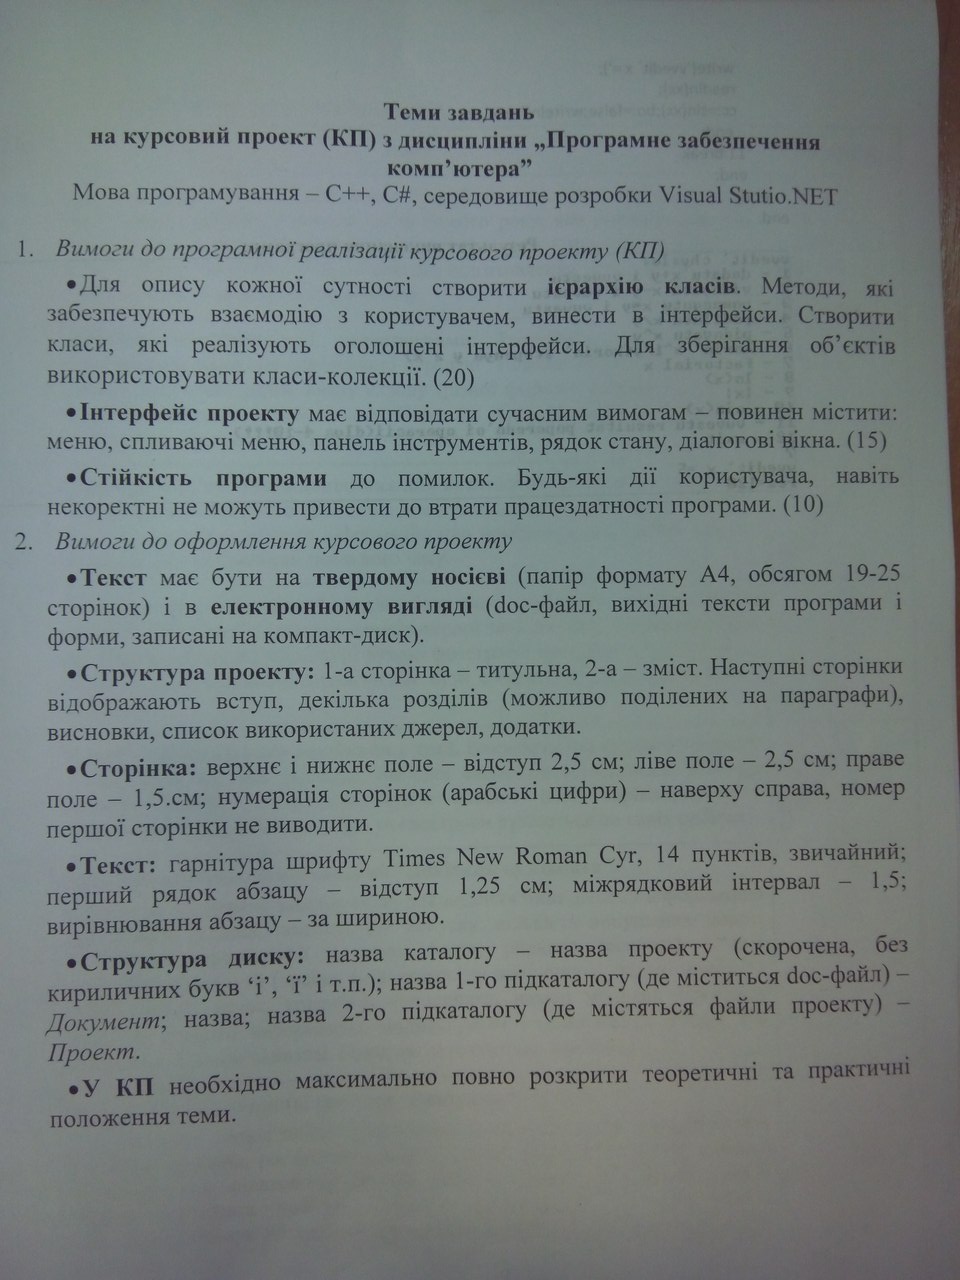 Теми завдань
на курсовий проект (КП) з дисципліни „Програмне забезпечення
комп’ютера”
Мова програмування – C++, C#, середовище розробки Visual Stutio.NET
1. Вимоги до програмної реалізації курсового проекту (КП)
•Для опису кожної сутності створити ієрархію класів. Методи, які
забезпечують взаємодію з користувачем, винести в інтерфейси. Створити
класи, які реалізують оголошені інтерфейси. Для зберігання об’єктів
використовувати класи-колекції. (20)
•Інтерфейс проекту має відповідати сучасним вимогам – повинен містити:
меню, спливаючі меню, панель інструментів, рядок стану, діалогові вікна. (15)
•Стійкість програми до помилок. Будь-які дії користувача, навіть
некоректні не можуть привести до втрати працездатності програми. (10)
2. Вимоги до оформлення курсового проекту
•Текст має бути на твердому носієві (папір формату А4, обсягом 19-25
сторінок) і в електронному вигляді (doc-файл, вихідні тексти програми і
форми, записані на компакт-диск).
•Структура проекту: 1-а сторінка – титульна, 2-а – зміст. Наступні сторінки
відображають вступ, декілька розділів (можливо поділених на параграфи),
висновки, список використаних джерел, додатки.
•Сторінка: верхнє і нижнє поле – відступ 2,5 см; ліве поле – 2,5 см; праве
поле – 1,5.см; нумерація сторінок (арабські цифри) – наверху справа, номер
першої сторінки не виводити.
•Текст: гарнітура шрифту Times New Roman Cyr, 14 пунктів, звичайний;
перший рядок абзацу – відступ 1,25 см; міжрядковий інтервал – 1,5;
вирівнювання абзацу – за шириною.
•Структура диску: назва каталогу – назва проекту (скорочена, без
кириличних букв ‘і’, ‘ї’ і т.п.); назва 1-го підкаталогу (де міститься doc-файл) –
Документ; назва; назва 2-го підкаталогу (де містяться файли проекту) –
Проект.
•У КП необхідно максимально повно розкрити теоретичні та практичні
положення теми.